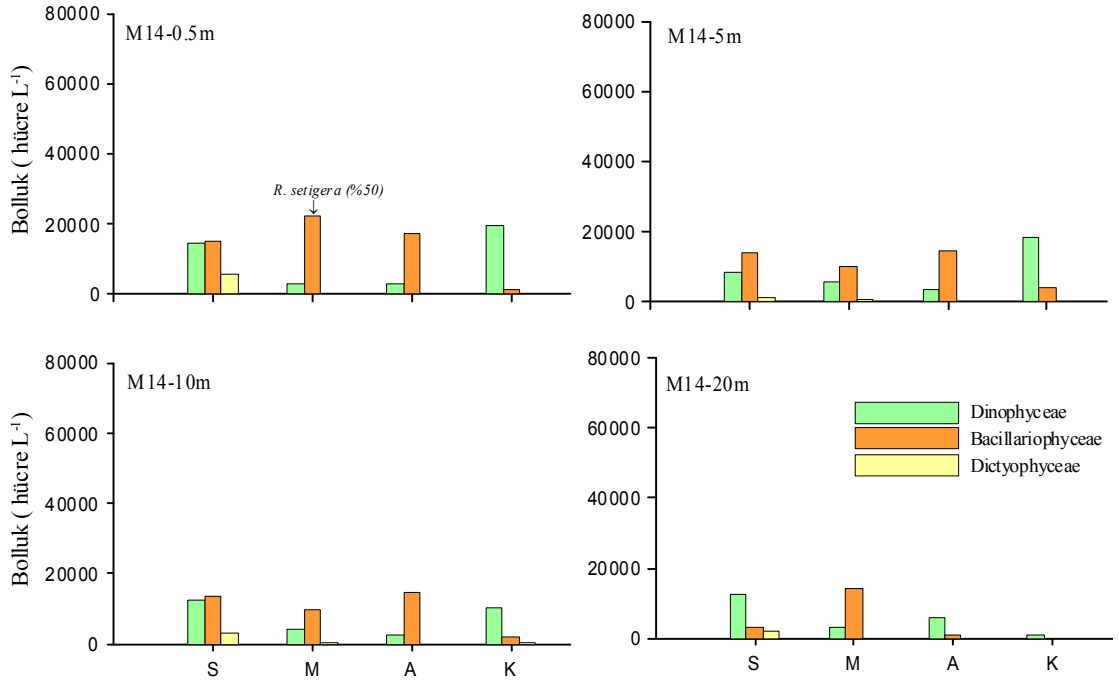 M14-0.5m
Bolluk ( hücre L-1)
80000
60000
40000
20000
0
R. setigera (%50)
↓
M14-5m
80000
60000
40000
20000
0
M14-10m
Bolluk ( hücre L-1)
80000
60000
40000
20000
0
S M A K
M14-20m
80000
60000
40000
20000
0
Dinophyceae
Bacillariophyceae
Dictyophyceae
S M A K